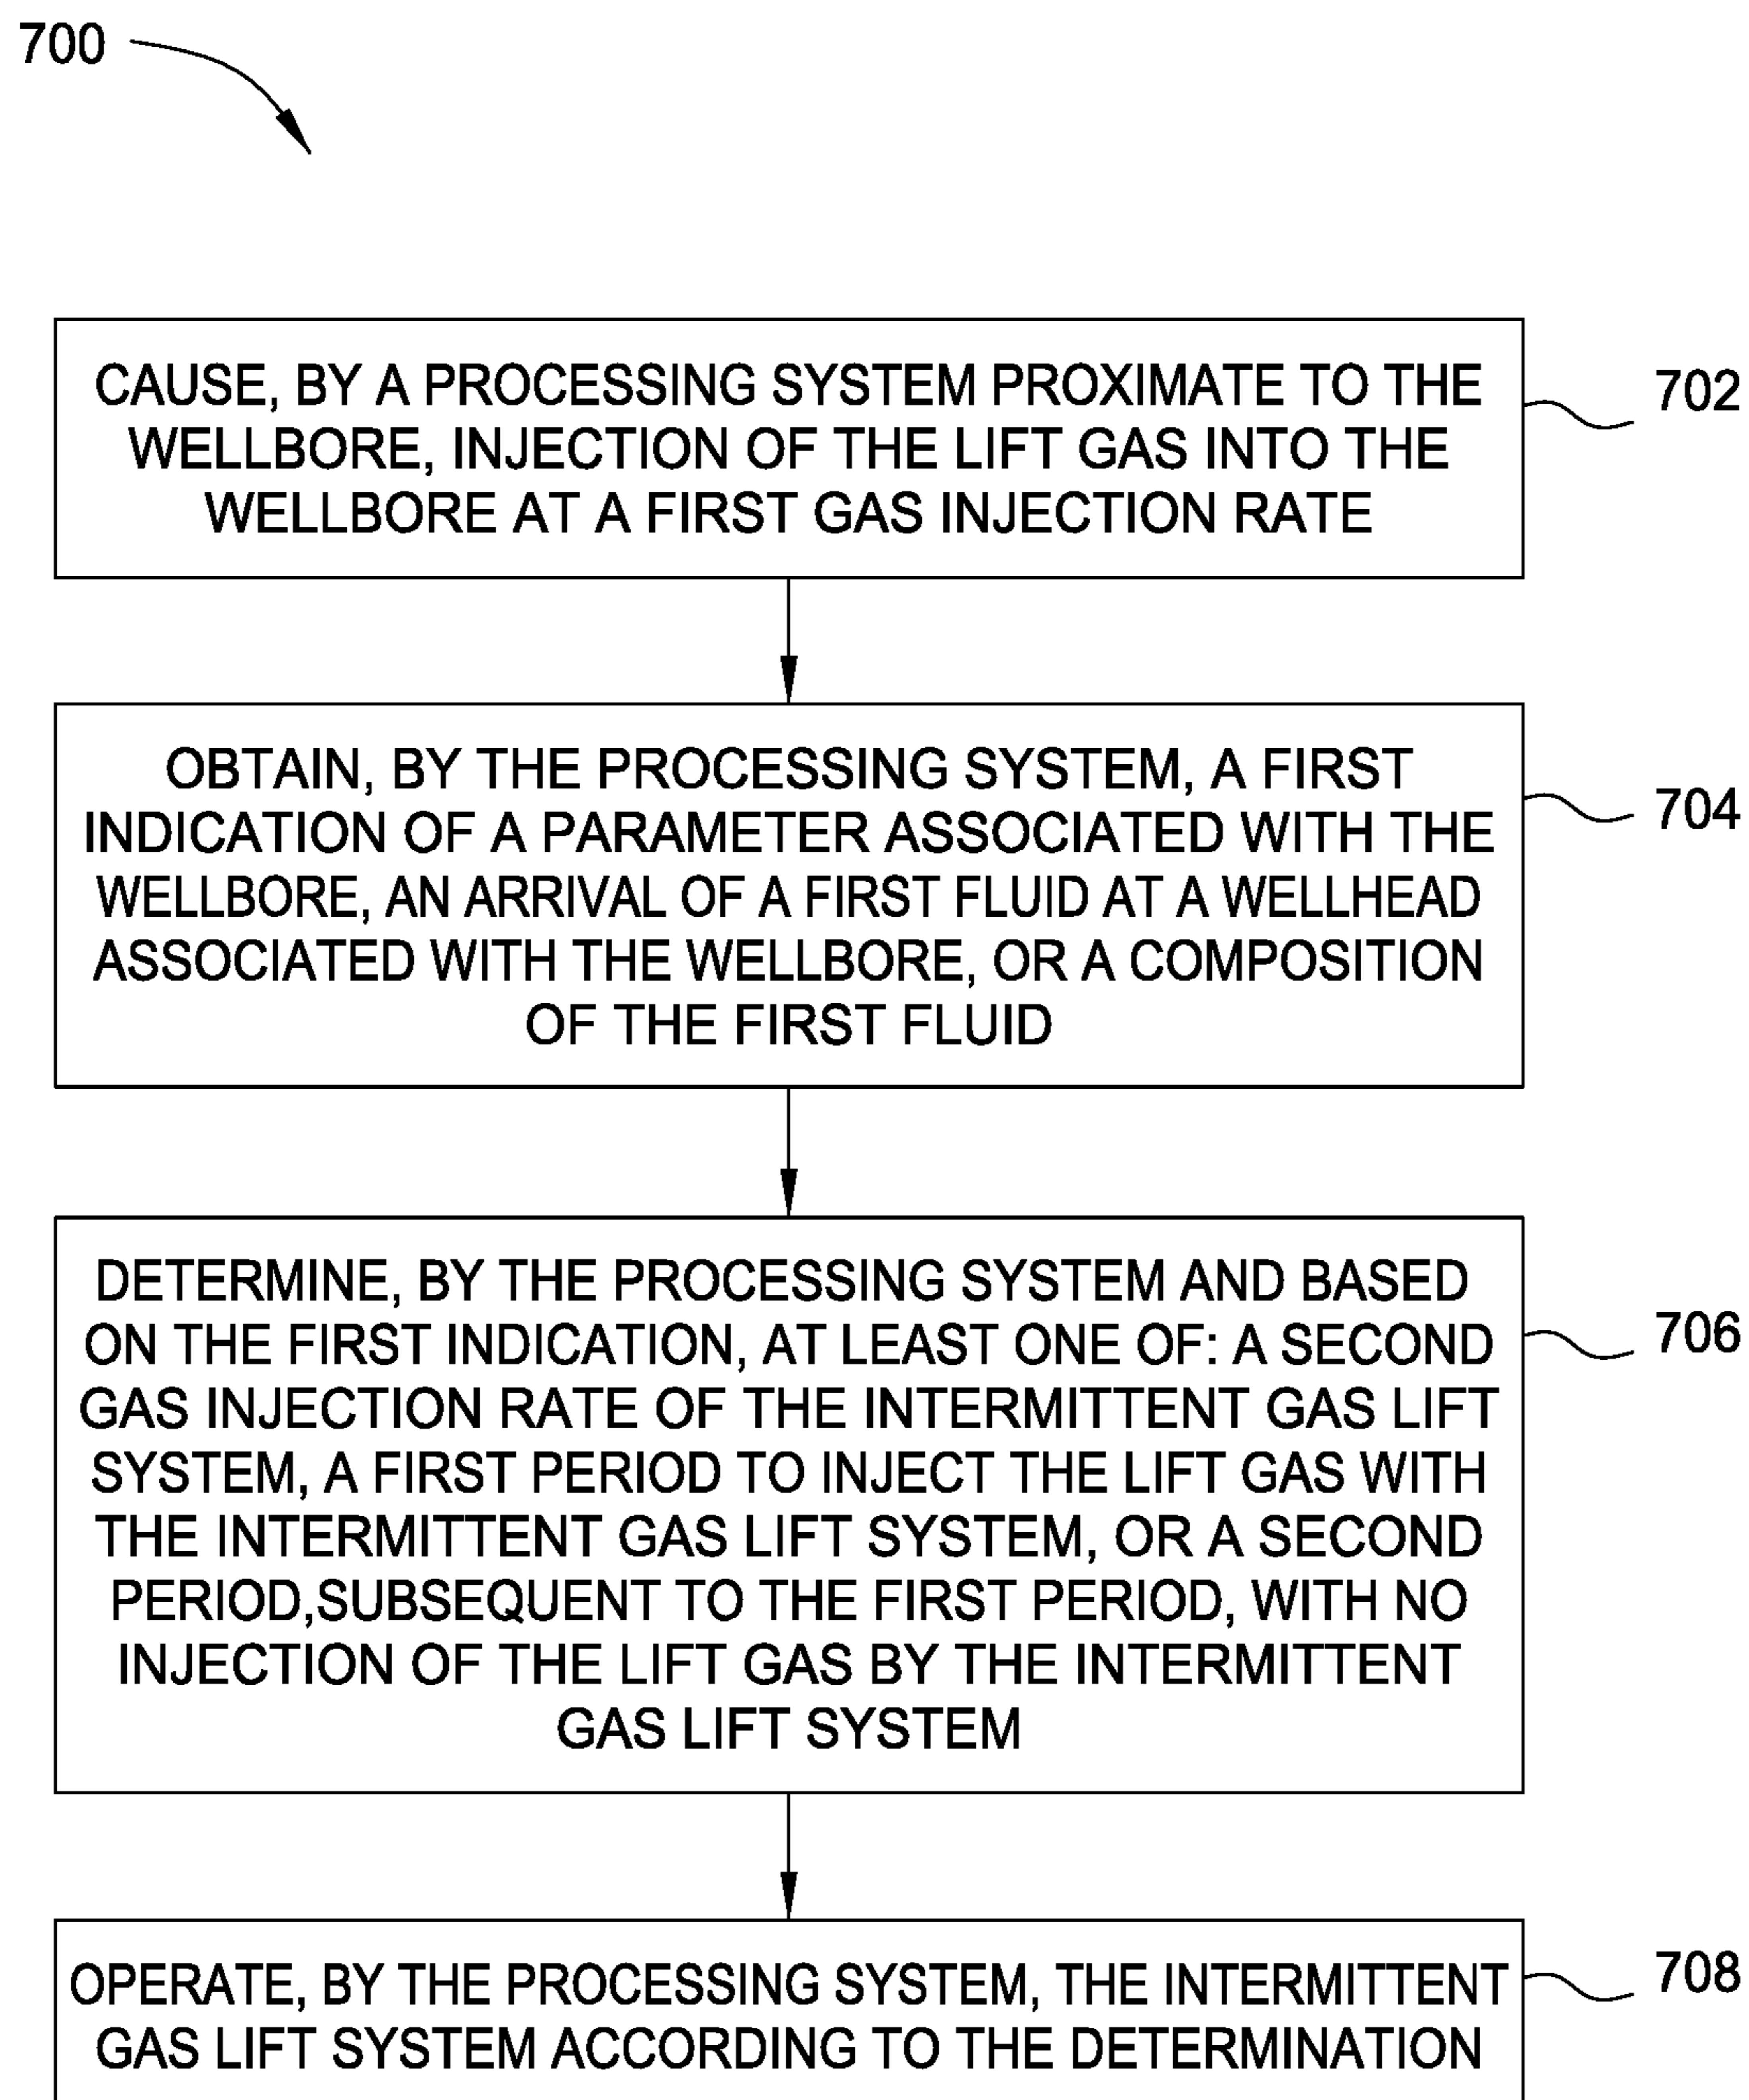 700
CAUSE, BY A PROCESSING SYSTEM PROXIMATE TO THE
WELLBORE, INJECTION OF THE LIFT GAS INTO THE
WELLBORE AT A FIRST GAS INJECTION RATE
702
OBTAIN, BY THE PROCESSING SYSTEM, A FIRST
INDICATION OF A PARAMETER ASSOCIATED WITH THE
WELLBORE, AN ARRIVAL OF A FIRST FLUID AT A WELLHEAD
ASSOCIATED WITH THE WELLBORE, OR A COMPOSITION
OF THE FIRST FLUID
704
DETERMINE, BY THE PROCESSING SYSTEM AND BASED
ON THE FIRST INDICATION, AT LEAST ONE OF: A SECOND
GAS INJECTION RATE OF THE INTERMITTENT GAS LIFT
SYSTEM, A FIRST PERIOD TO INJECT THE LIFT GAS WITH
THE INTERMITTENT GAS LIFT SYSTEM, OR A SECOND
PERIOD,SUBSEQUENT TO THE FIRST PERIOD, WITH NO
INJECTION OF THE LIFT GAS BY THE INTERMITTENT
GAS LIFT SYSTEM
706
OPERATE, BY THE PROCESSING SYSTEM, THE INTERMITTENT
GAS LIFT SYSTEM ACCORDING TO THE DETERMINATION
708